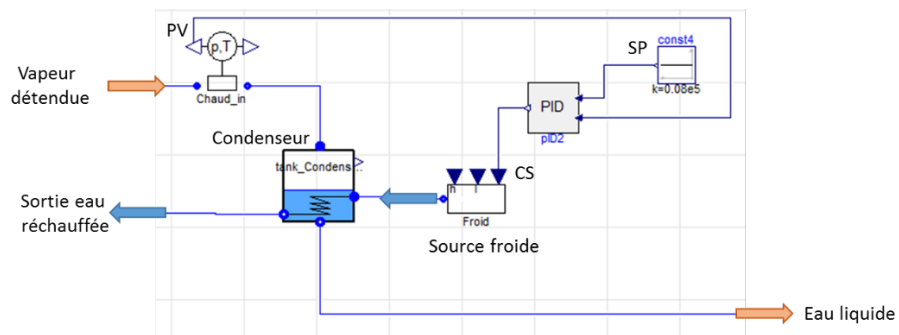 PV
p,T
SP
const4
Vapeur
détendue
Chaud_in
k=0.08e5
PID
pID2
Condenseur
tank_Condens...
CS
h
I
Froid
Sortie eau
réchauffée
Source froide
Eau liquide